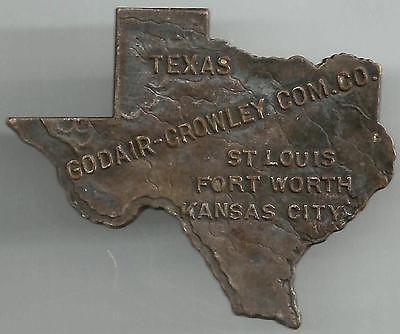 TEXAS
GODAIR-CROWLEY COM. CO.
ST LOUIS
FORT WORTH
KANSAS CITY